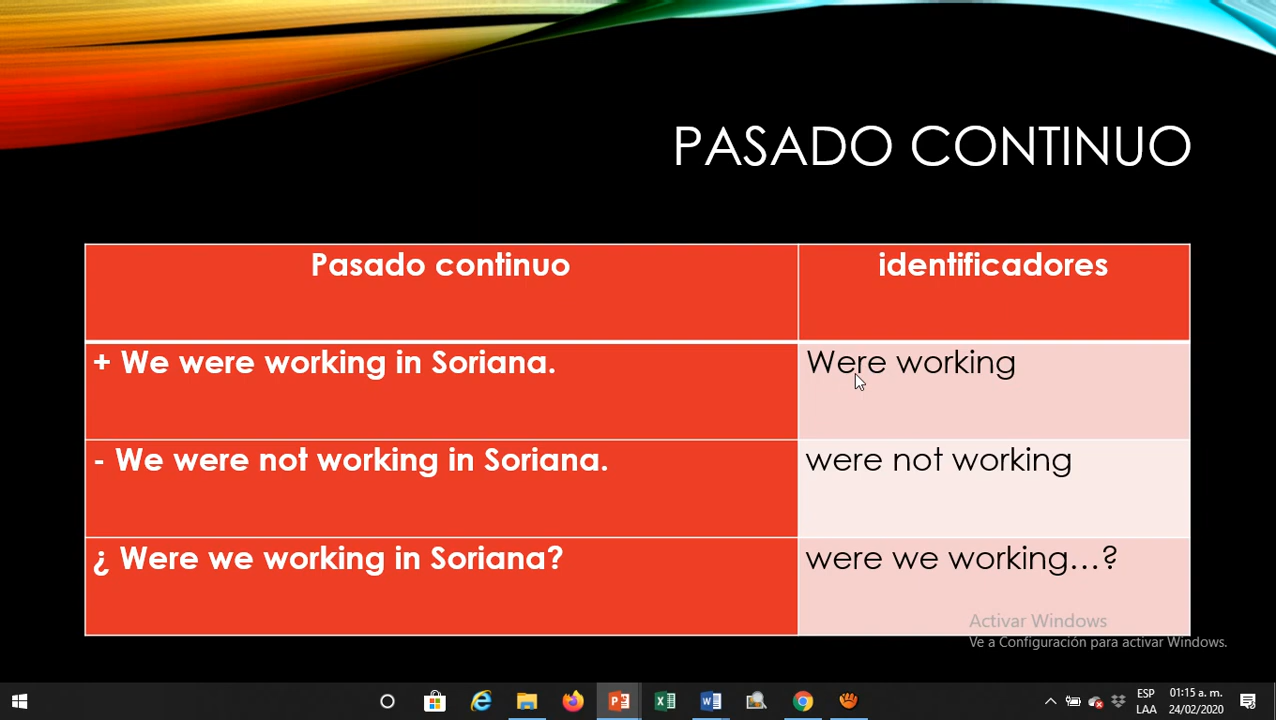 PASADO CONTINUO
Pasado continuo
identificadores
+ We were working in Soriana.
Were working
- We were not working in Soriana.
were not working
¿ Were we working in Soriana?
were we working...?
Activar Windows
Ve a Configuración para activar Windows.
ESP
LAA
01:15 a. m.
24/02/2020